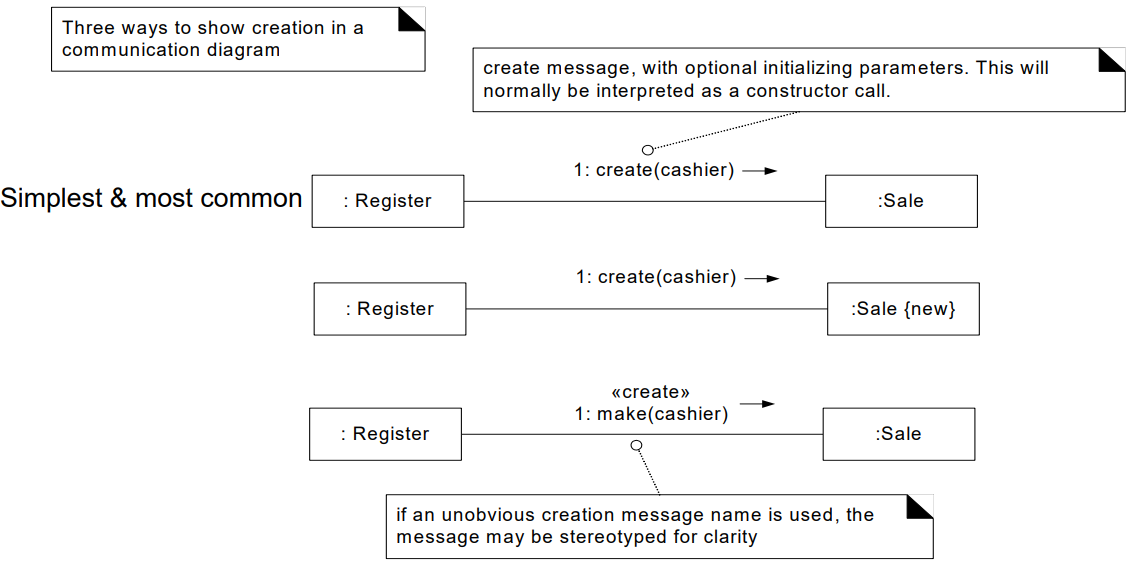 Three ways to show creation in a
communication diagram
create message, with optional initializing parameters. This will
normally be interpreted as a constructor call.
1: create(cashier)
Simplest & most common
: Register
:Sale
1: create(cashier)
: Register
:Sale {new}
«create»
1: make(cashier)
: Register
:Sale
if an unobvious creation message name is used, the
message may be stereotyped for clarity